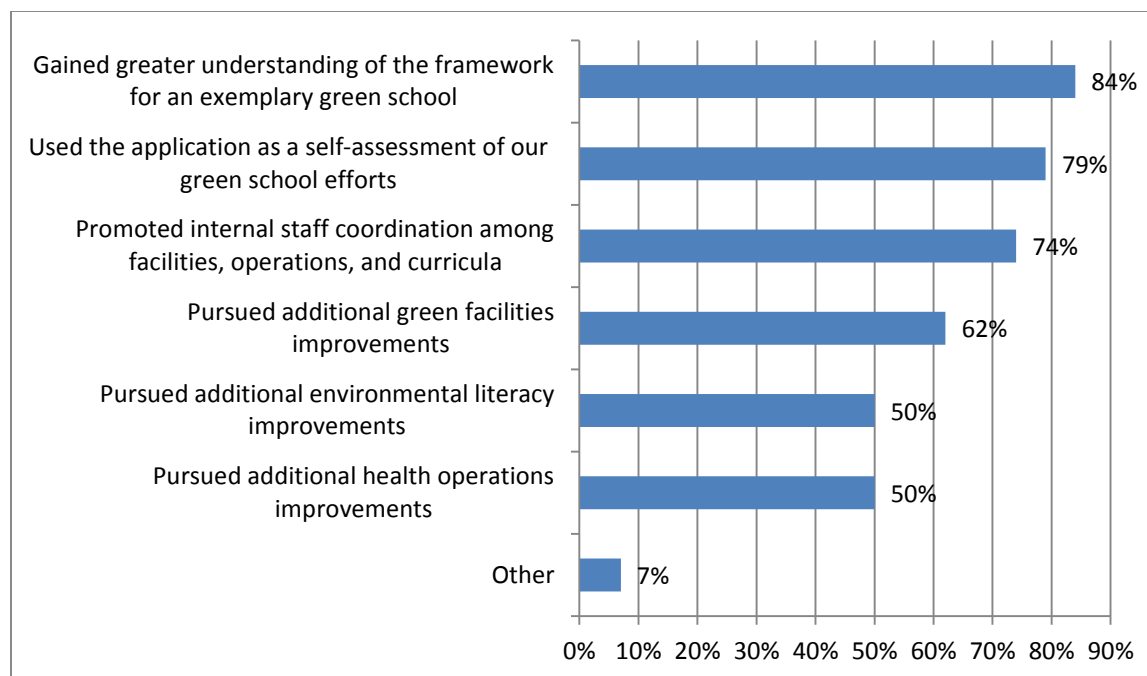 Gained greater understanding of the framework
for an exemplary green school
84%
Used the application as a self-assessment of our
green school efforts
79%
Promoted internal staff coordination among
facilities, operations, and curricula
74%
Pursued additional green facilities
improvements
62%
Pursued additional environmental literacy
improvements
50%
Pursued additional health operations
improvements
50%
Other
7%
0% 10% 20% 30% 40% 50% 60% 70% 80% 90%